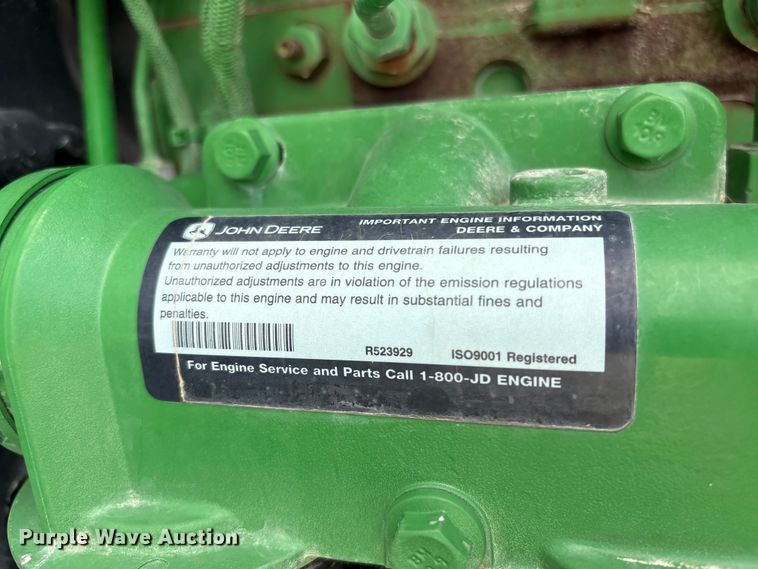 JOHN DEERE
IMPORTANT ENGINE INFORMATION
DEERE & COMPANY
Warranty will not apply to engine and drivetrain failures resulting
from unauthorized adjustments to this engine.
Unauthorized adjustments are in violation of the emission regulations
applicable to this engine and may result in substantial fines and
penalties.
R523929 ISO9001 Registered
For Engine Service and Parts Call 1-800-JD ENGINE
Purple Wave Auction